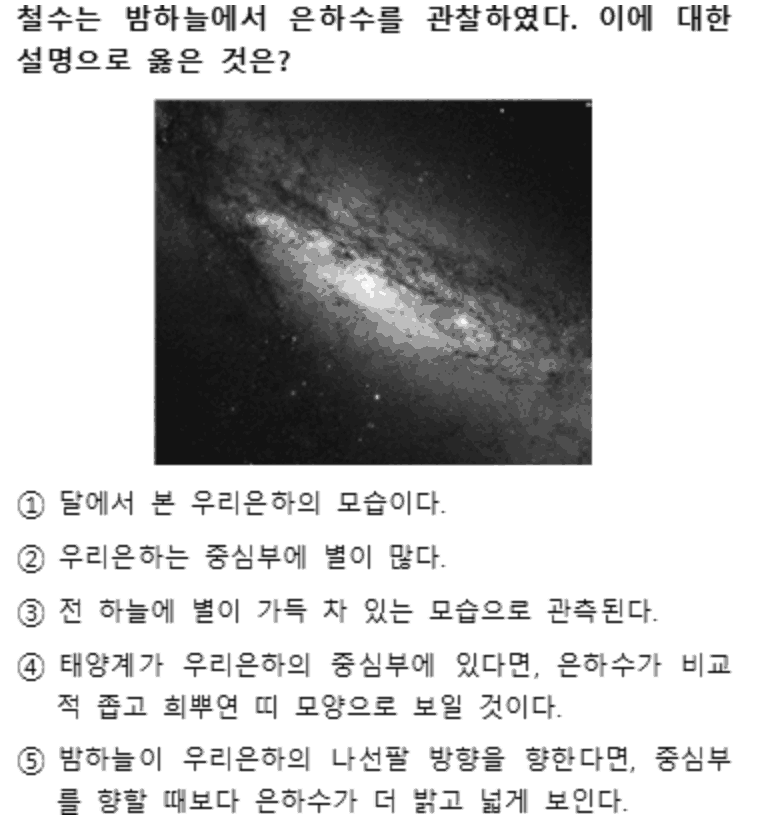 철수는 밤하늘에서 은하수를 관찰하였다. 이에 대한
설명으로 옳은 것은?
① 달에서 본 우리은하의 모습이다.
② 우리은하는 중심부에 별이 많다.
③ 전 하늘에 별이 가득 차 있는 모습으로 관측된다.
④ 태양계가 우리은하의 중심부에 있다면, 은하수가 비교
적 좁고 희뿌연 띠 모양으로 보일 것이다.
⑤ 밤하늘이 우리은하의 나선팔 방향을 향한다면, 중심부
를 향할 때보다 은하수가 더 밝고 넓게 보인다.